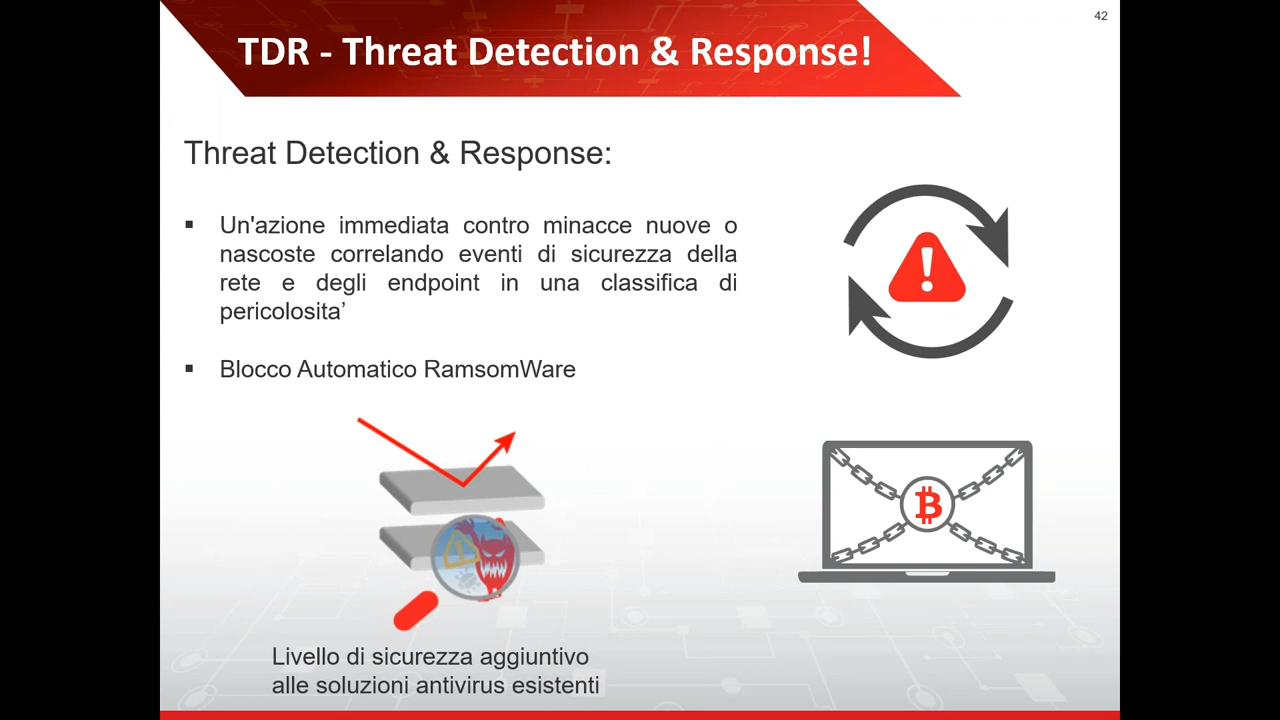 42
TDR - Threat Detection & Response!
Threat Detection & Response:
▪ Un'azione immediata contro minacce nuove o
nascoste correlando eventi di sicurezza della
rete e degli endpoint in una classifica di
pericolosita’
▪ Blocco Automatico RamsomWare
Livello di sicurezza aggiuntivo
alle soluzioni antivirus esistenti